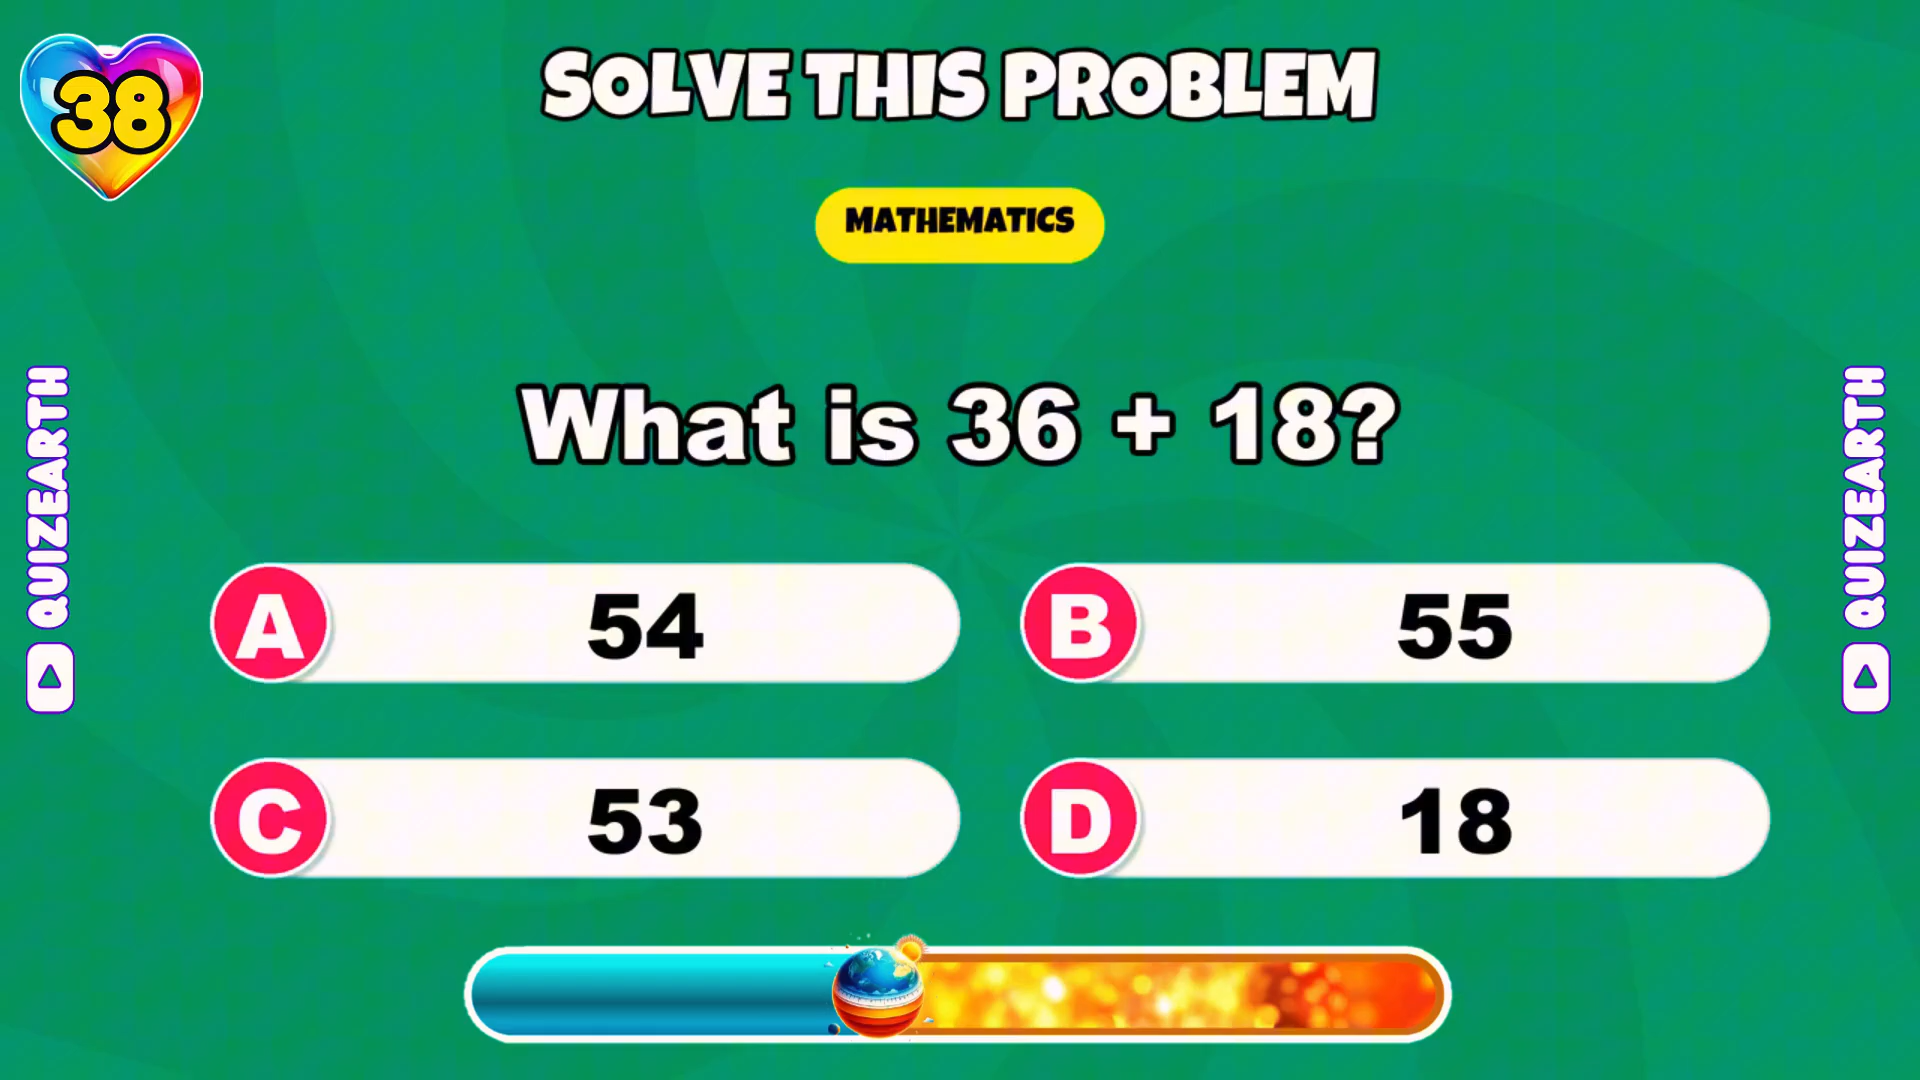 38
SOLVE THIS PROBLEM
MATHEMATICS
What is 36 + 18?
A 54
B 55
C 53
D 18
QUIZEARTH
QUIZEARTH